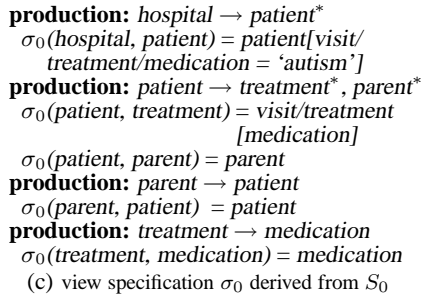 production: hospital → patient*
σ0(hospital, patient) = patient[visit/
treatment/medication = ‘autism’]
production: patient → treatment*, parent*
σ0(patient, treatment) = visit/treatment
[medication]
σ0(patient, parent) = parent
production: parent → patient
σ0(parent, patient) = patient
production: treatment → medication
σ0(treatment, medication) = medication
(c) view specification σ0 derived from S0